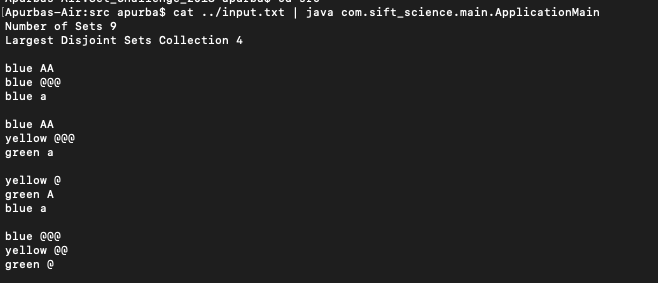 [Apurbas-Air:src apurba$ cat ../input.txt | java com.sift_science.main.ApplicationMain
Number of Sets 9
Largest Disjoint Sets Collection 4
blue AA
blue @@@
blue a
blue AA
yellow @@@
green a
yellow @
green A
blue a
blue @@@
yellow @@
green @